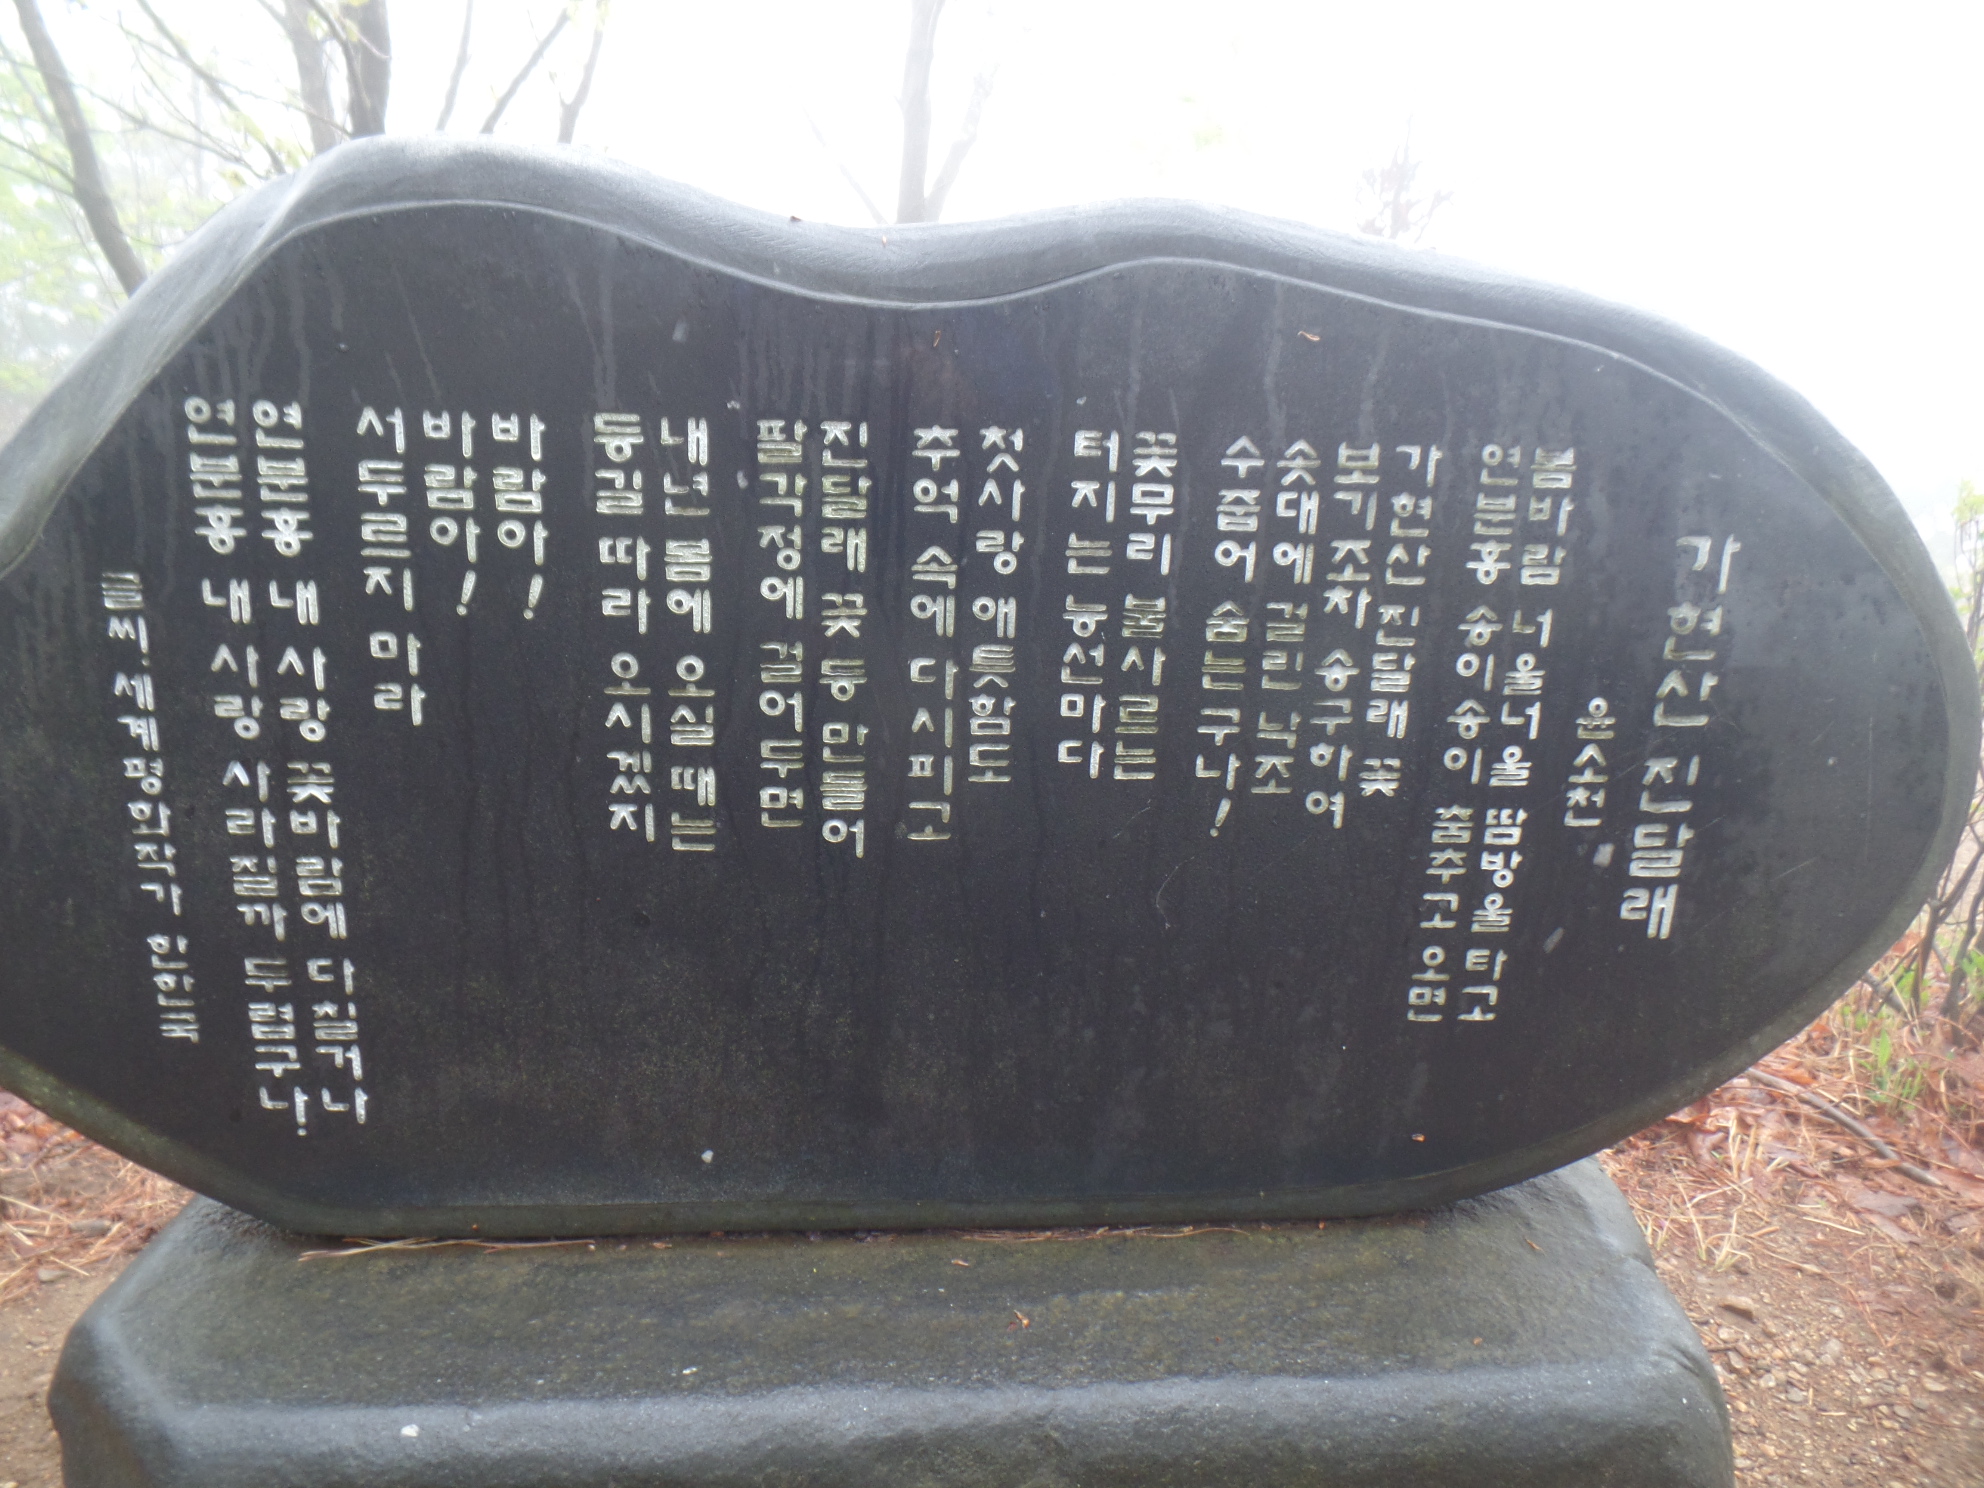 가현산 진달래
윤소천
봄바람 너울너울 땀방울 타고
연분홍 송이송이 춤추고 오면
가현산 진달래 꽃
보기조차 송구하여
솟대에 걸린 낙조
수줍어 숨는구나!
꽃무리 불사르는
터지는 능선마다
첫사랑 애틋함도
추억 속에 다시피고
진달래 꽃 등 만들어
팔각정에 걸어두면
내년 봄에 오실때는
등길 따라 오시겠지
바람아!
바람아!
서두르지 마라
연분홍 내 사랑 꽃바람에 다칠거나
연분홍 내 사랑 사라질까 두렵구나!
글씨. 세계평화작가 한한국